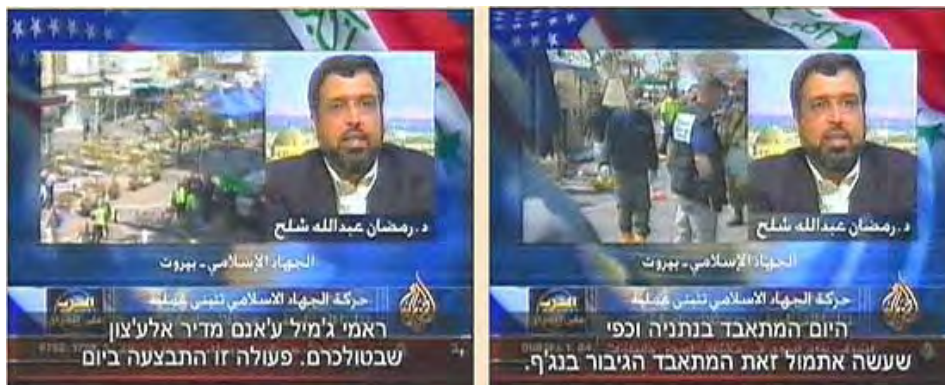 د. رمضان عبدالله شلح
الجهاد الإسلامي - بيروت
الحرب
حركة الجهاد الاسلامي تتبنى عملية
ראמי ג'מיל ע'אנם מדיר אלע'צון
שבטולכרם. פעולה זו התבצעה ביום
د. رمضان عبدالله شلح
الجهاد الإسلامي - بيروت
الحرب
حركة الجهاد الاسلامي تتبنى عملية
היום המתאבד בנתניה וכפי
שעשה אתמול זאת המתאבד הגיבור בנג'ף.